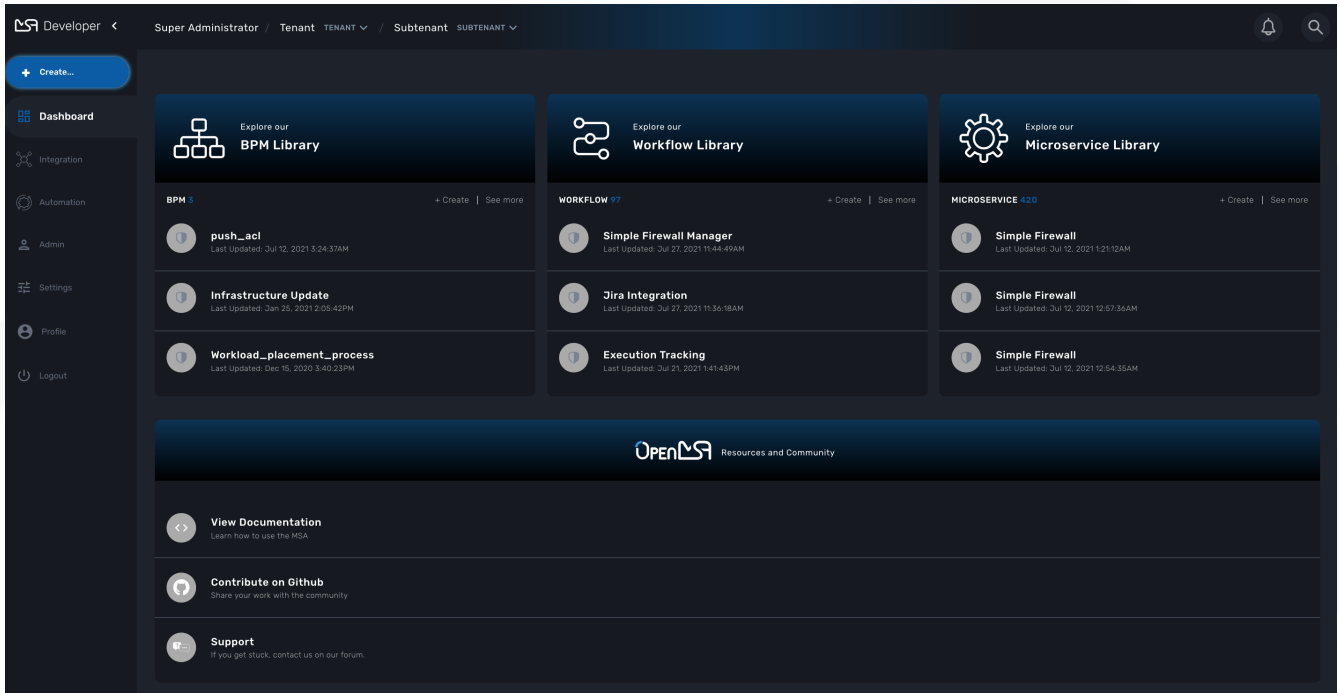 MSA Developer
Super Administrator / Tenant TENANT / Subtenant SUBTENANT
+ Create...
Dashboard
Integration
Automation
Admin
Settings
Profile
Logout
Explore our
BPM Library
BPM 3 + Create | See more
push_acl
Last Updated: Jul 12, 2021 3:24:37AM
Infrastructure Update
Last Updated: Jan 25, 2021 2:05:42PM
Workload_placement_process
Last Updated: Dec 15, 2020 3:40:23PM
Explore our
Workflow Library
WORKFLOW 97 + Create | See more
Simple Firewall Manager
Last Updated: Jul 27, 2021 11:44:49AM
Jira Integration
Last Updated: Jul 27, 2021 11:36:18AM
Execution Tracking
Last Updated: Jul 21, 2021 1:41:43PM
Explore our
Microservice Library
MICROSERVICE 420 + Create | See more
Simple Firewall
Last Updated: Jul 12, 2021 1:21:12AM
Simple Firewall
Last Updated: Jul 12, 2021 12:57:36AM
Simple Firewall
Last Updated: Jul 12, 2021 12:54:35AM
OPENMSA Resources and Community
View Documentation
Learn how to use the MSA
Contribute on Github
Share your work with the community
Support
If you get stuck, contact us on our forum.